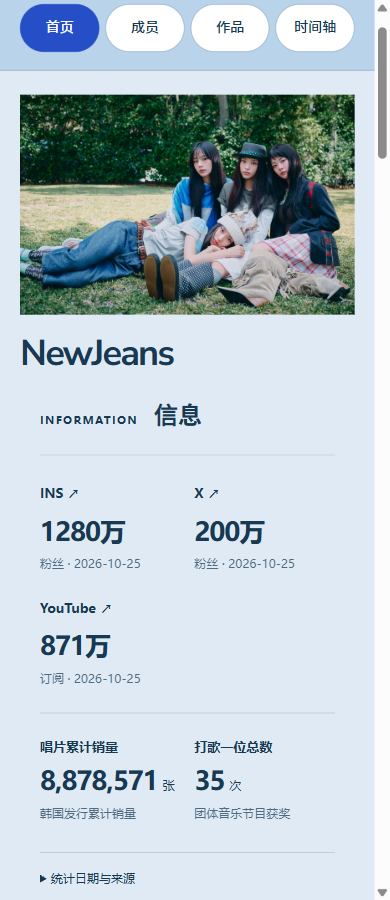 首页 成员 作品 时间轴
NewJeans
INFORMATION 信息
INS ↗ X ↗
1280万 200万
粉丝 · 2026-10-25 粉丝 · 2026-10-25
YouTube ↗
871万
订阅 · 2026-10-25
唱片累计销量 打歌一位总数
8,878,571 张 35 次
韩国发行累计销量 团体音乐节目获奖
▶ 统计日期与来源